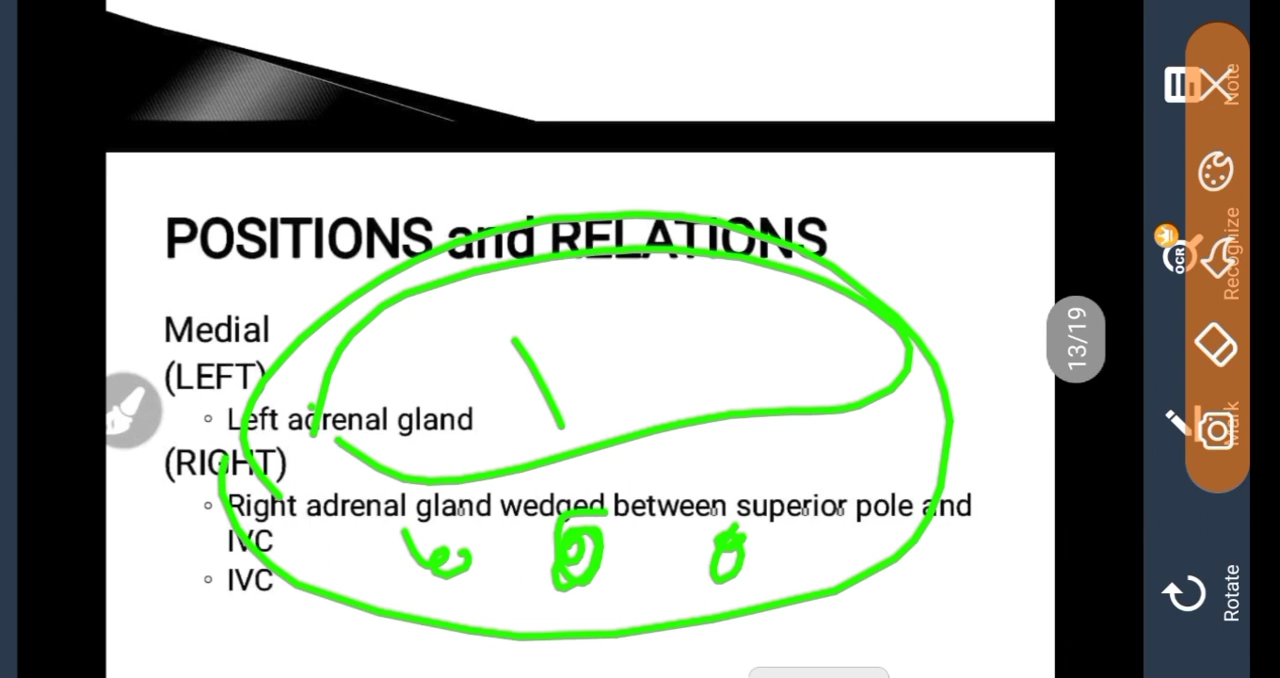 POSITIONS and RELATIONS
Medial
(LEFT)
◦ Left adrenal gland
(RIGHT)
◦ Right adrenal gland wedged between superior pole and
IVC
◦ IVC
13/19
Note
Recognize
OCR
Mark
Rotate